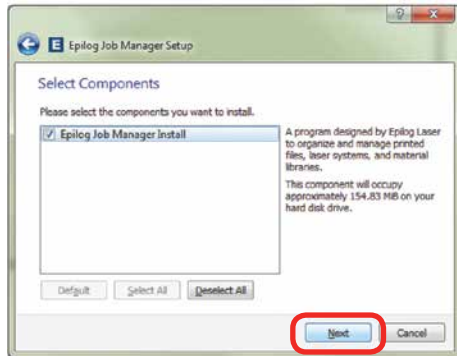 Epilog Job Manager Setup
Select Components
Please select the components you want to install.
Epilog Job Manager Install
A program designed by Epilog Laser
to organize and manage printed
files, laser systems, and material
libraries.
This component will occupy
approximately 154.83 MiB on your
hard disk drive.
Default Select All Deselect All
Next Cancel